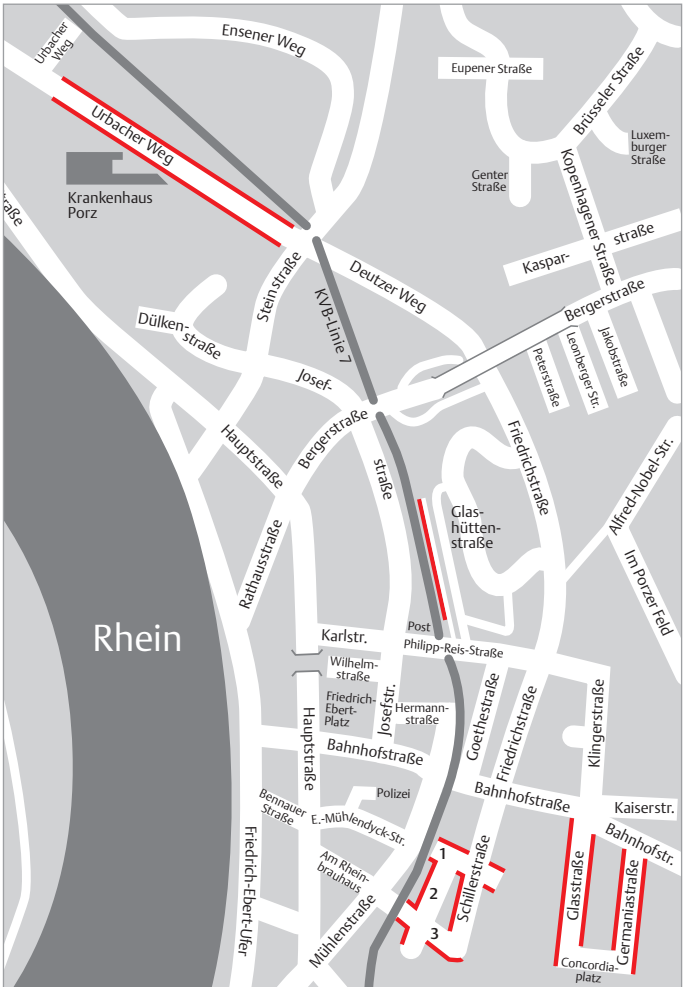 Urbacher
Weg
Ensener Weg
Eupener Straße
Brüsseler Straße
Urbacher Weg
Luxem-
burger
Straße
Genter
Straße
Kopenhagener Straße
Krankenhaus
Porz
raße
Kaspar-
straße
Steinstraße
Deutzer Weg
KVB-Linie 7
Bergerstraße
Dülken-
straße
Peterstraße
Leonberger Str.
Jakobstraße
Josef-
straße
Bergerstraße
Hauptstraße
Friedrichstraße
Alfred-Nobel-Str.
Glas-
hütten-
straße
Rathausstraße
Im Porzer Feld
Rhein
Post
Karlstr.
Philipp-Reis-Straße
Wilhelm-
straße
Friedrich-
Ebert-
Platz
Josefstr.
Hermann-
straße
Goethestraße
Friedrichstraße
Klingerstraße
Hauptstraße
Bahnhofstraße
Bahnhofstraße
Kaiserstr.
Bahnhofstr.
Polizei
Bennauer
Straße
E.-Mühlendyck-Str.
Friedrich-Ebert-Ufer
Am Rhein-
brauhaus
Mühlenstraße
1
2
3
Schillerstraße
Glasstraße
Germaniastraße
Concordia-
platz